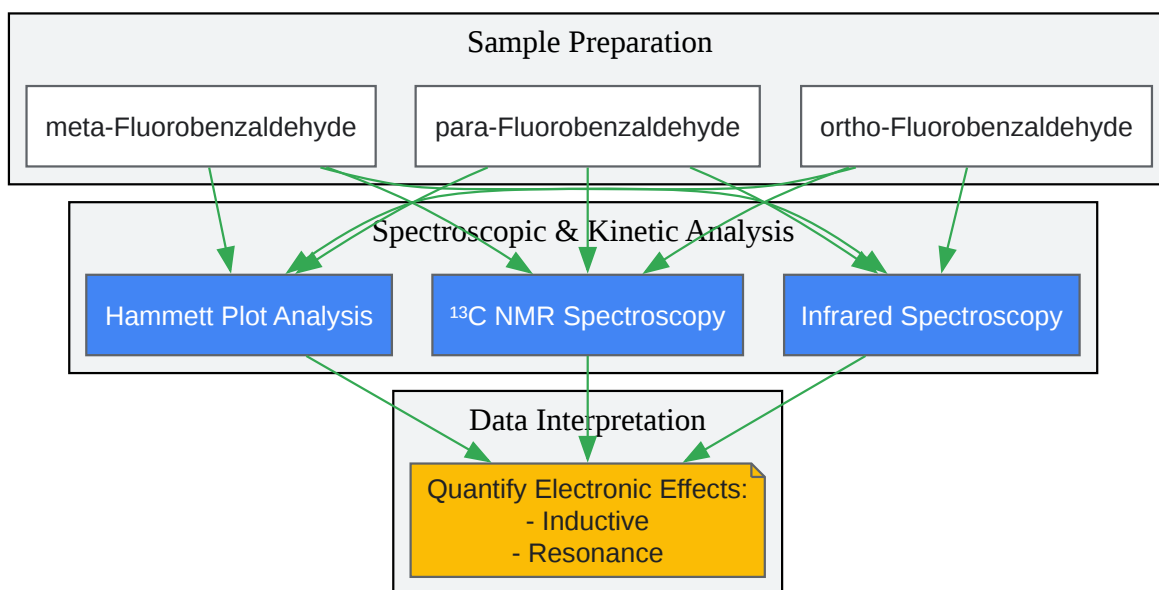 Sample Preparation
meta-Fluorobenzaldehyde
para-Fluorobenzaldehyde
ortho-Fluorobenzaldehyde
Spectroscopic & Kinetic Analysis
Hammett Plot Analysis
¹³C NMR Spectroscopy
Infrared Spectroscopy
Data Interpretation
Quantify Electronic Effects:
- Inductive
- Resonance